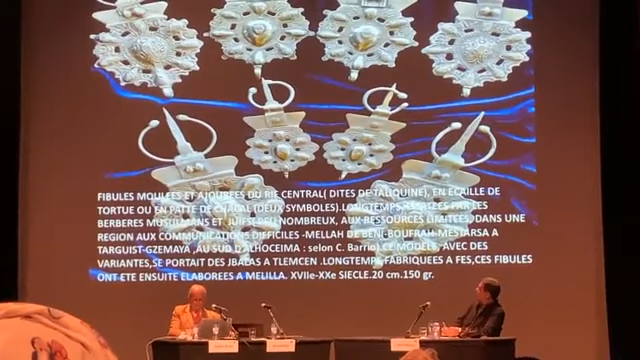 FIBULES MOULEES ET AJOUREES DU RIF CENTRAL( DITES DE TALIQUINE), EN ECAILLE DE
TORTUE OU EN PATTE DE CHACAL (DEUX SYMBOLES).LONGTEMPS PAR LES
BERBERES MUSULMANS ET JUIFS NOMBREUX, AUX RESSOURCES LIMITEES, DANS UNE
REGION AUX COMMUNICATIONS DIFFICILES -MELLAH DE BENI-BOUFRAH-MESTARSA A
TARGUIST-GZEMAYA ,AU SUD D'ALHOCEIMA : selon C. Barrio( CE MODELE, AVEC DES
VARIANTES,SE PORTAIT DES JBALAS A TLEMCEN .LONGTEMPS FABRIQUEES A FES,CES FIBULES
ONT ETE ENSUITE ELABOREES A MELILLA. XVIIe-XXe SIECLE.20 cm.150 gr.